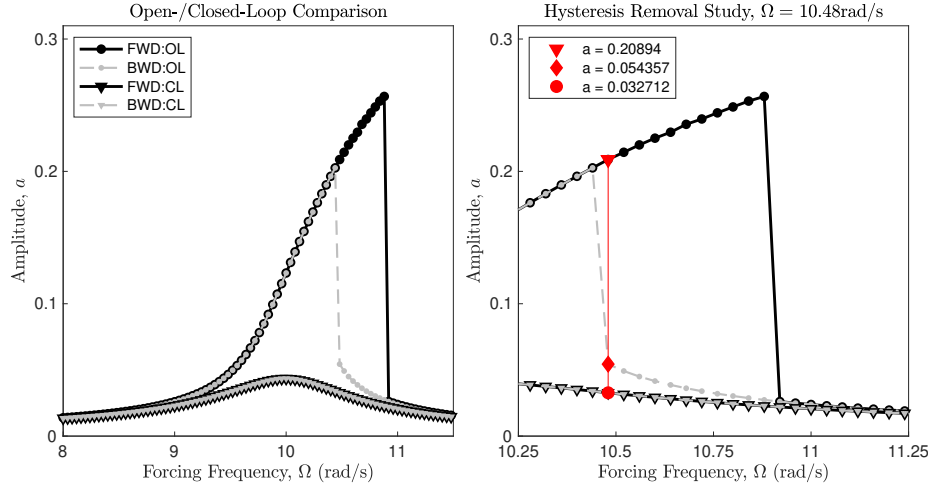 Open-/Closed-Loop Comparison
0.3
0.2
0.1
0
Amplitude, a
FWD:OL
BWD:OL
FWD:CL
BWD:CL
8 9 10 11
Forcing Frequency, Ω (rad/s)
Hysteresis Removal Study, Ω = 10.48rad/s
0.3
0.2
0.1
0
Amplitude, a
a = 0.20894
a = 0.054357
a = 0.032712
10.25 10.5 10.75 11 11.25
Forcing Frequency, Ω (rad/s)